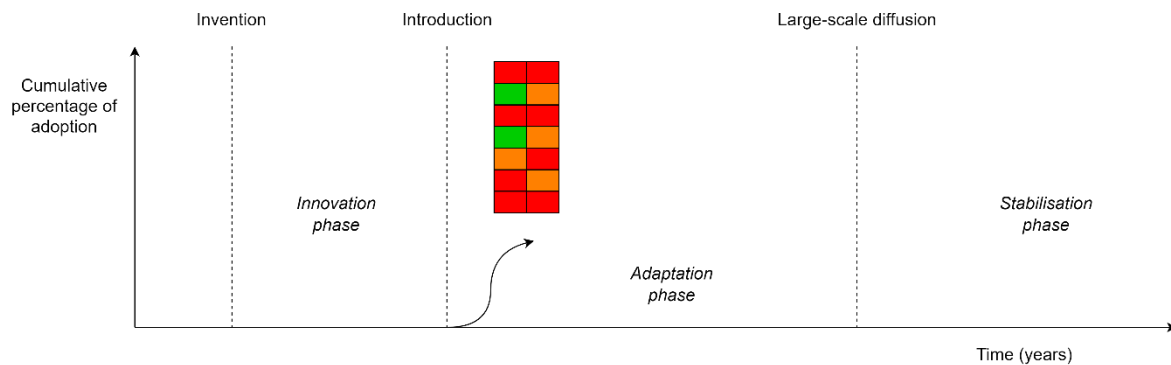 Invention
Introduction
Large-scale diffusion
Cumulative
percentage of
adoption
Innovation
phase
Adaptation
phase
Stabilisation
phase
Time (years)